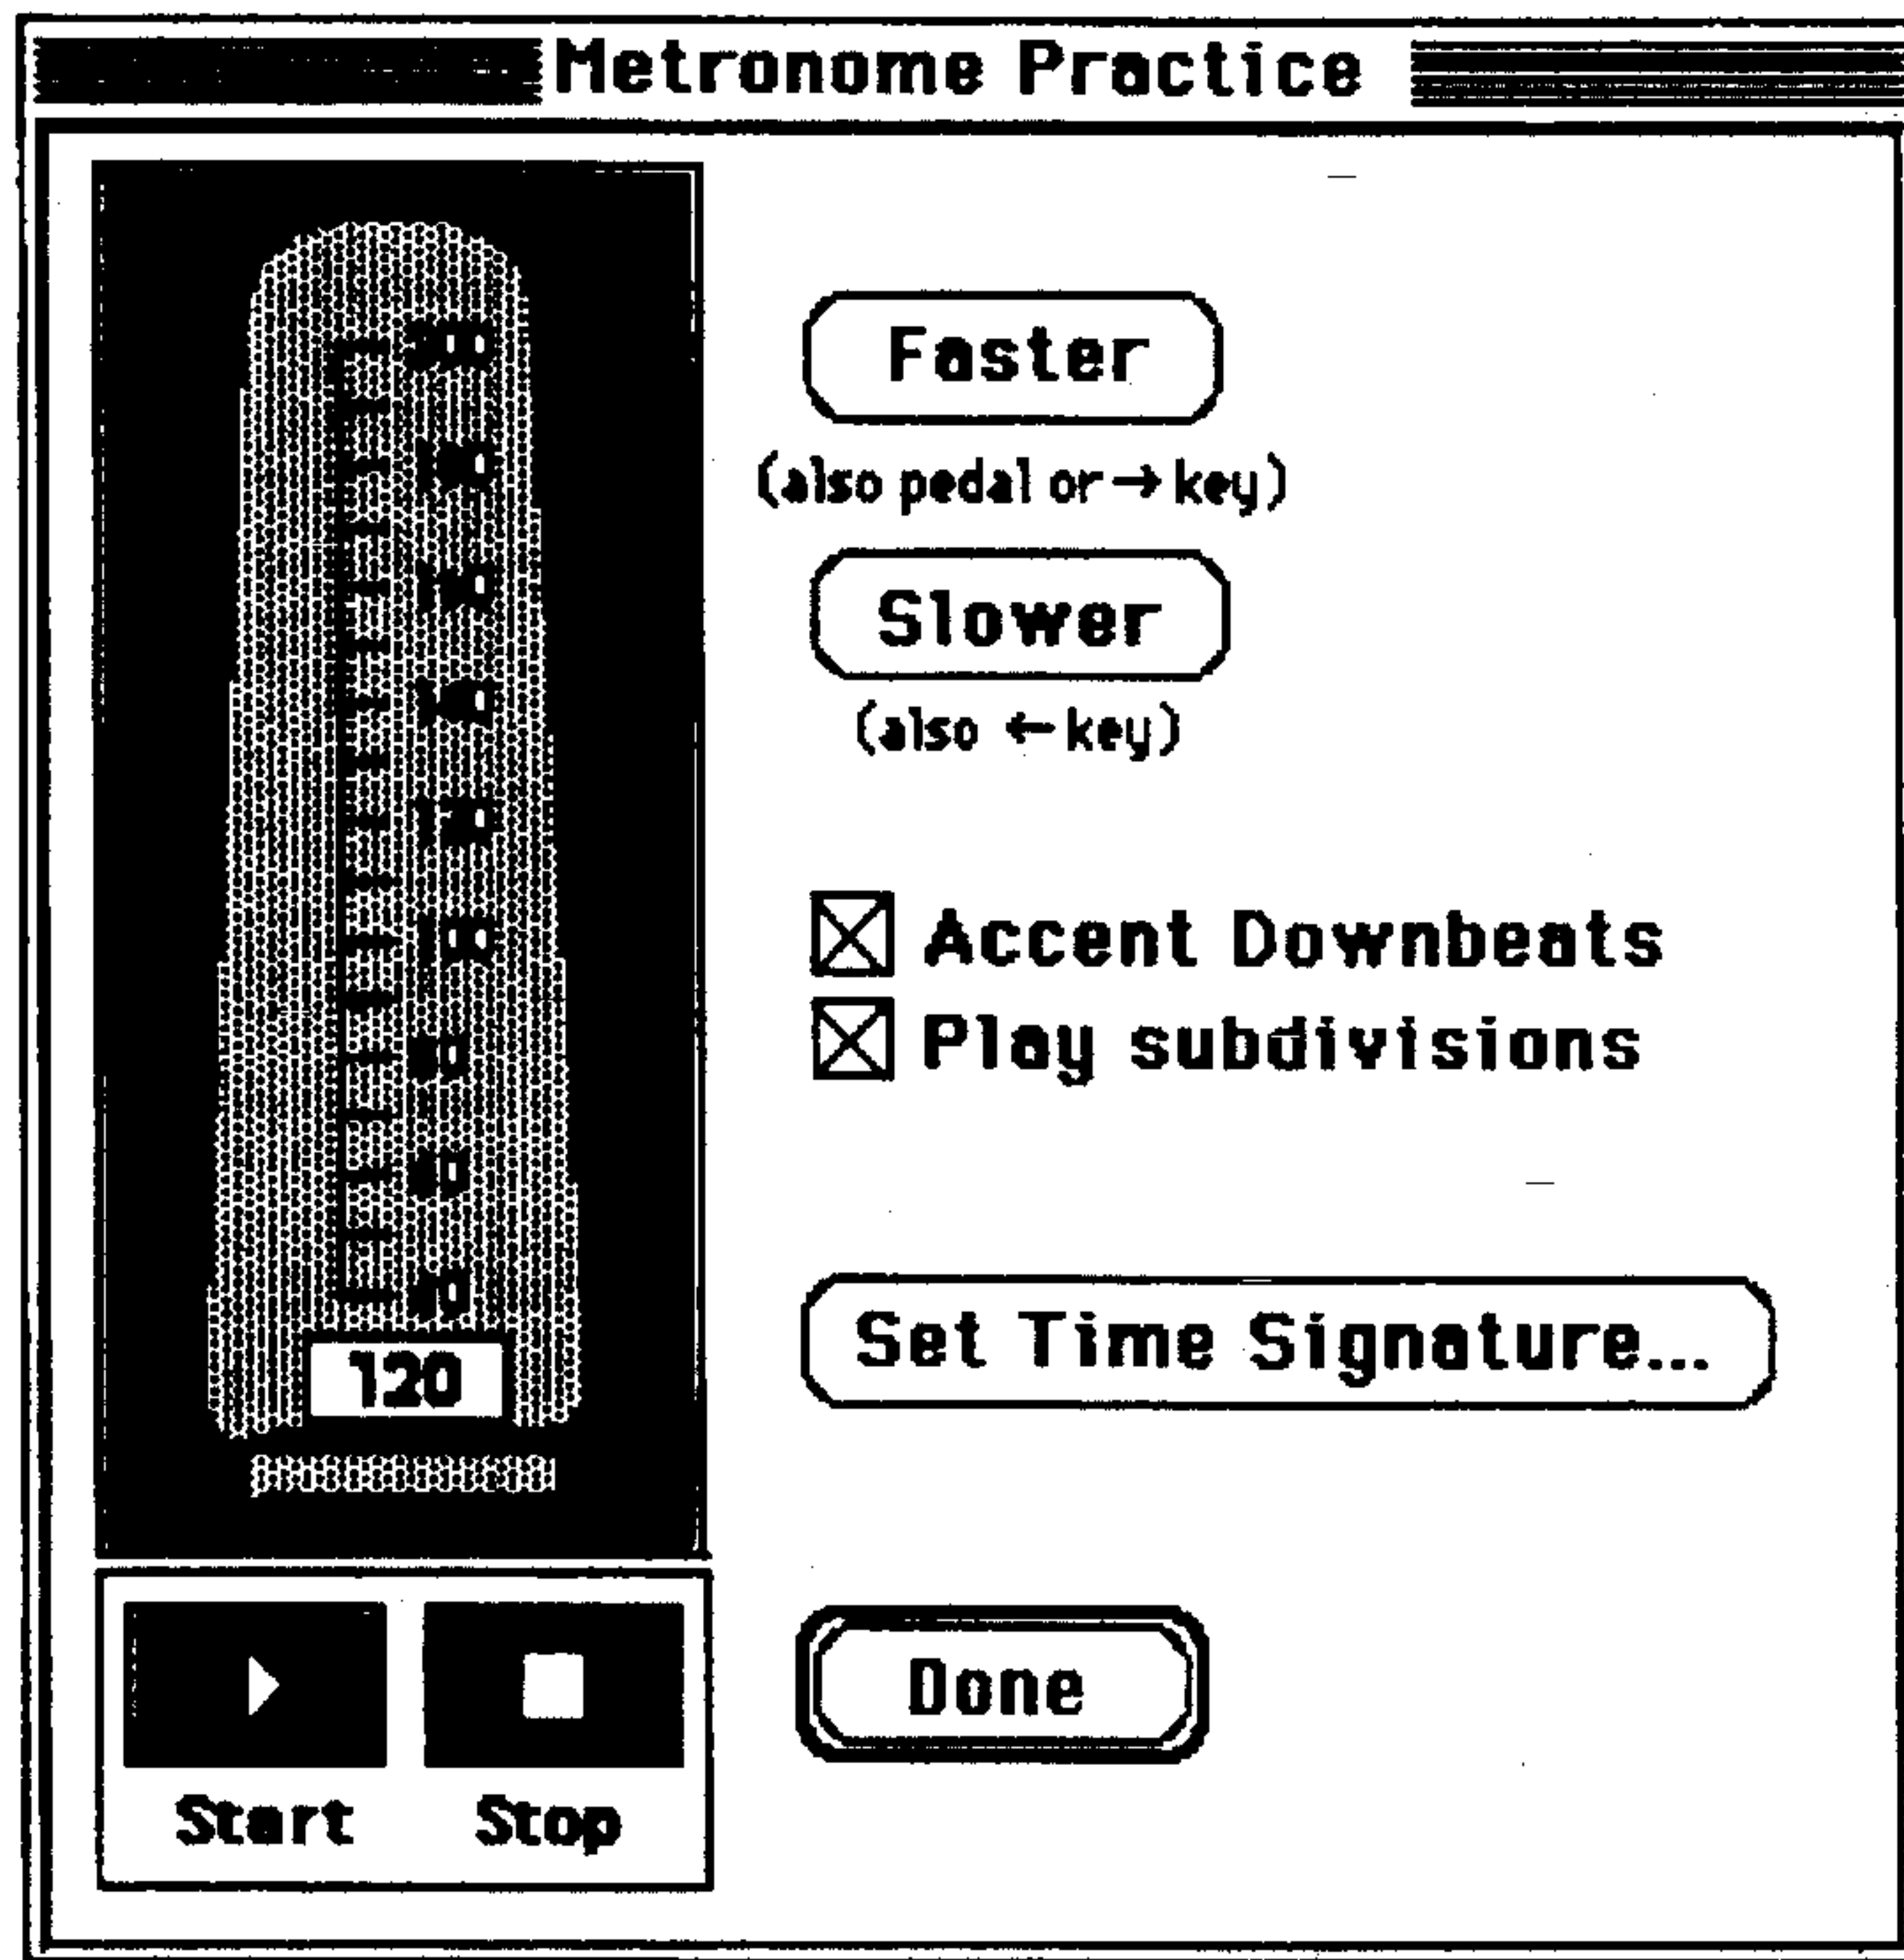 Metronome Practice
Faster
(also pedal or → key)
Slower
(also ← key)
Accent Downbeats
Play subdivisions
120
Set Time Signature...
Done
Start
Stop